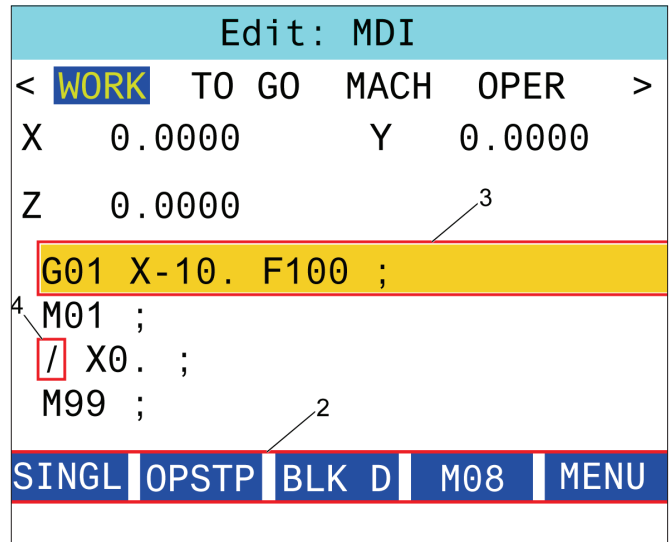 Edit: MDI
< WORK TO GO MACH OPER >
X 0.0000 Y 0.0000
Z 0.0000
3
G01 X-10. F100 ;
4
M01 ;
/ X0. ;
M99 ;
2
SINGL OPSTP BLK D M08 MENU